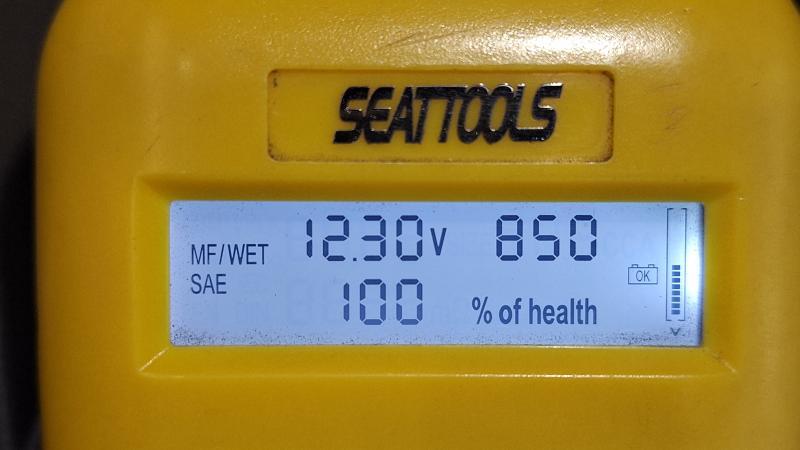 SEATTOOLS
MF/WET 12.30V 850
SAE
OK
100 % of health